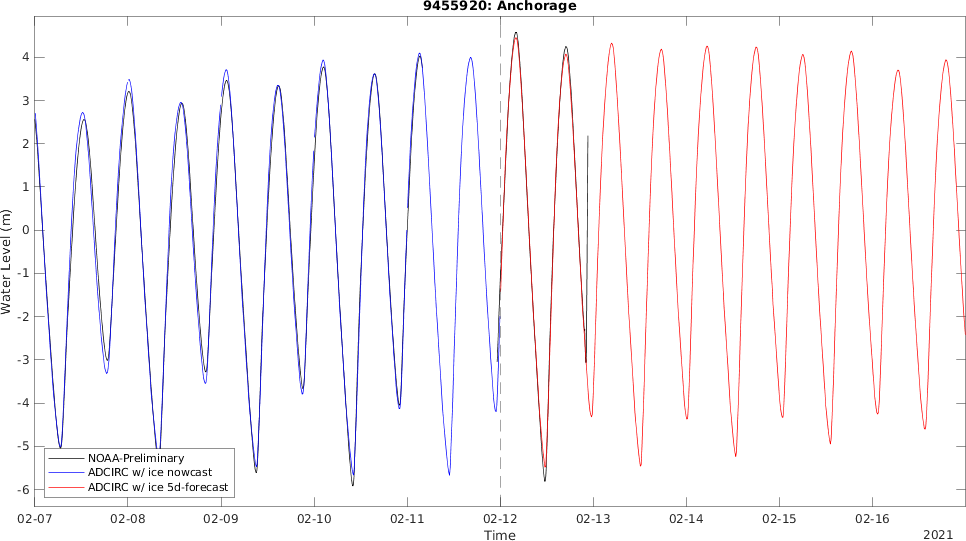 9455920: Anchorage
Water Level (m)
4
3
2
1
0
-1
-2
-3
-4
-5
-6
NOAA-Preliminary
ADCIRC w/ ice nowcast
ADCIRC w/ ice 5d-forecast
02-07 02-08 02-09 02-10 02-11 02-12 02-13 02-14 02-15 02-16
Time
2021